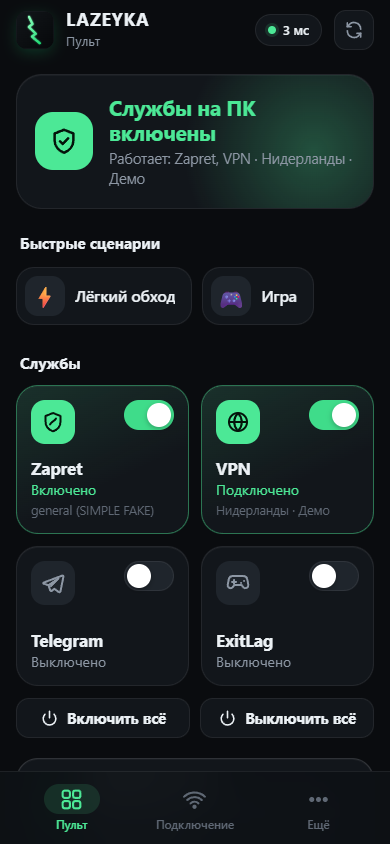 LAZEYKA
Пульт
3 мс
Службы на ПК
включены
Работает: Zapret, VPN · Нидерланды ·
Демо
Быстрые сценарии
Лёгкий обход
Игра
Службы
Zapret
Включено
general (SIMPLE FAKE)
VPN
Подключено
Нидерланды · Демо
Telegram
Выключено
ExitLag
Выключено
Включить всё
Выключить всё
Пульт
Подключение
Ещё